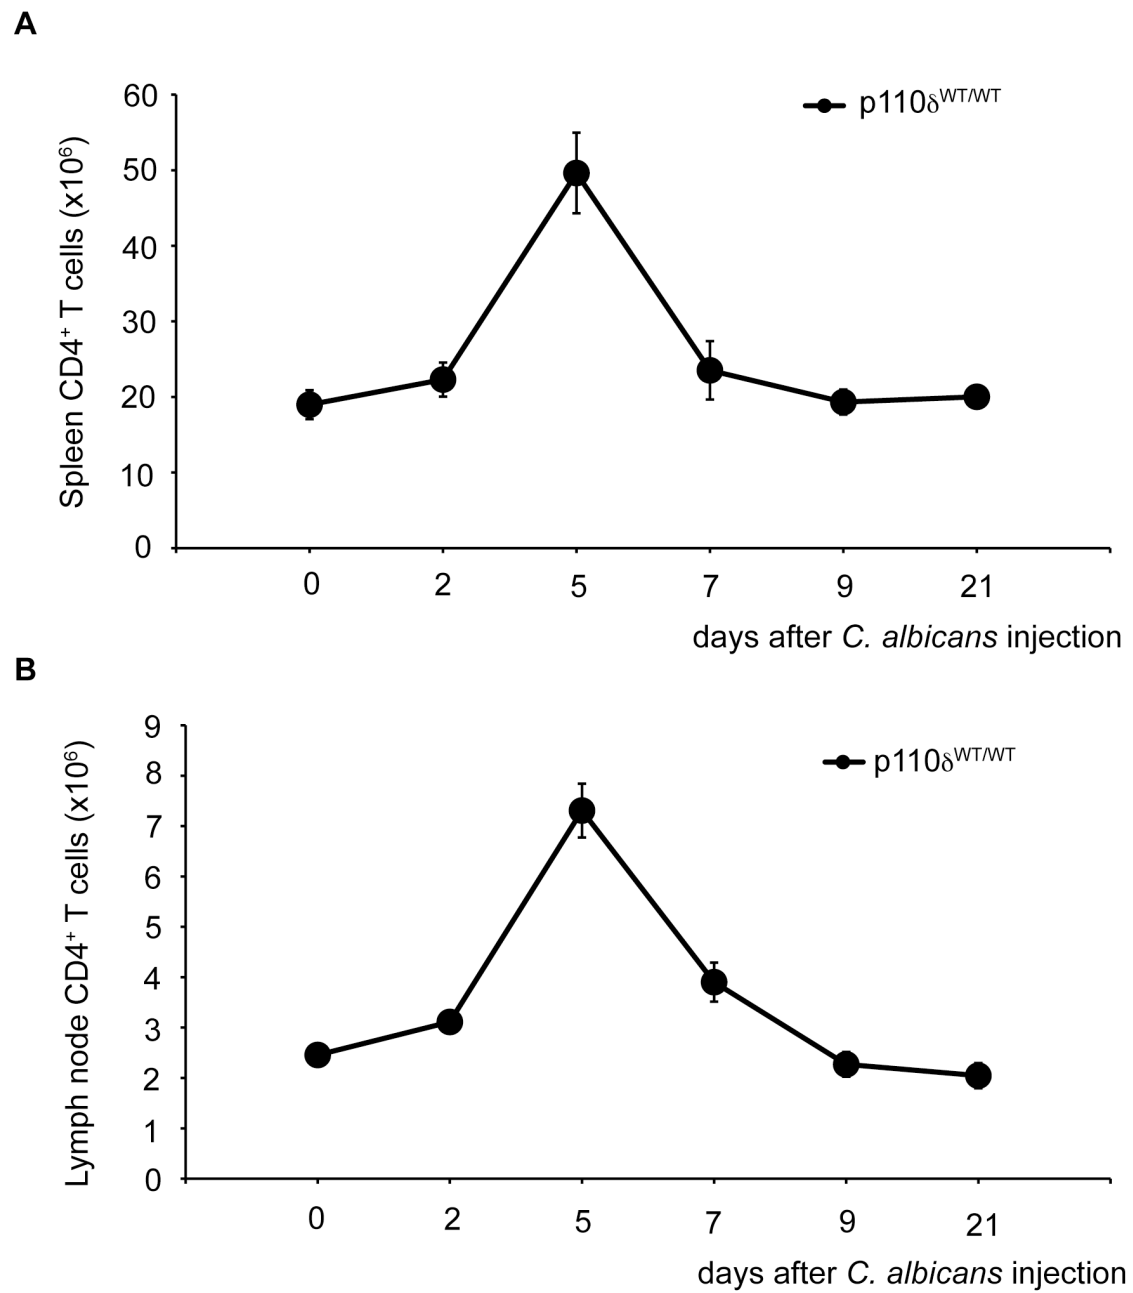 A
60
50
40
30
20
10
0
Spleen CD4⁺ T cells (x10⁶)
p110δᵂᵀ/ᵂᵀ
0 2 5 7 9 21
days after C. albicans injection
B
9
8
7
6
5
4
3
2
1
0
Lymph node CD4⁺ T cells (x10⁶)
p110δᵂᵀ/ᵂᵀ
0 2 5 7 9 21
days after C. albicans injection